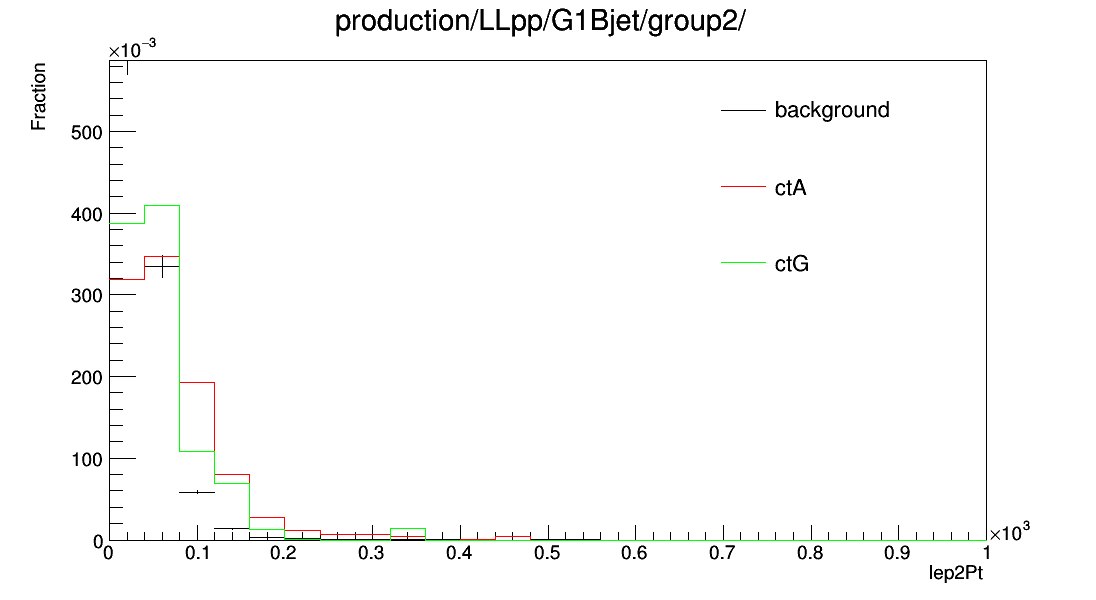 production/LLpp/G1Bjet/group2/
×10⁻³
Fraction
500
400
300
200
100
0
background
ctA
ctG
0 0.1 0.2 0.3 0.4 0.5 0.6 0.7 0.8 0.9 1
×10³
lep2Pt